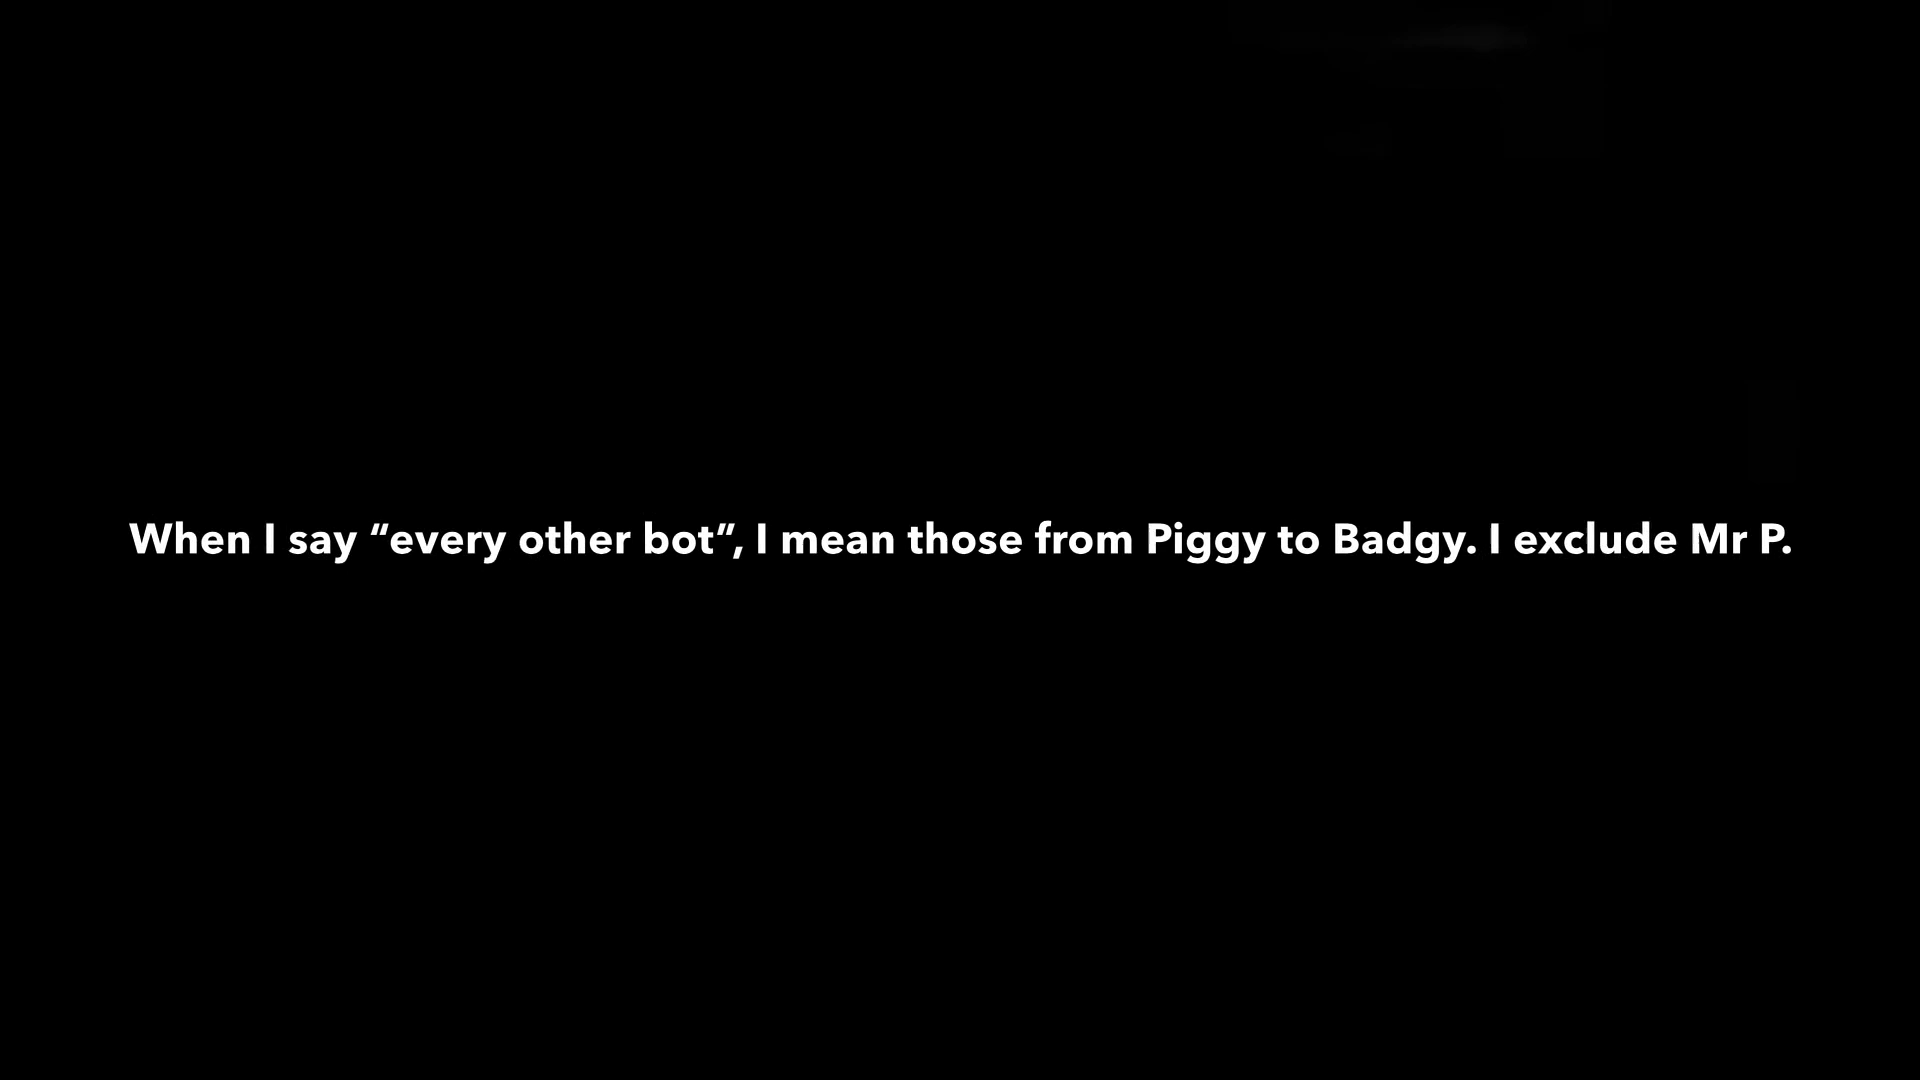 When I say “every other bot”, I mean those from Piggy to Badgy. I exclude Mr P.